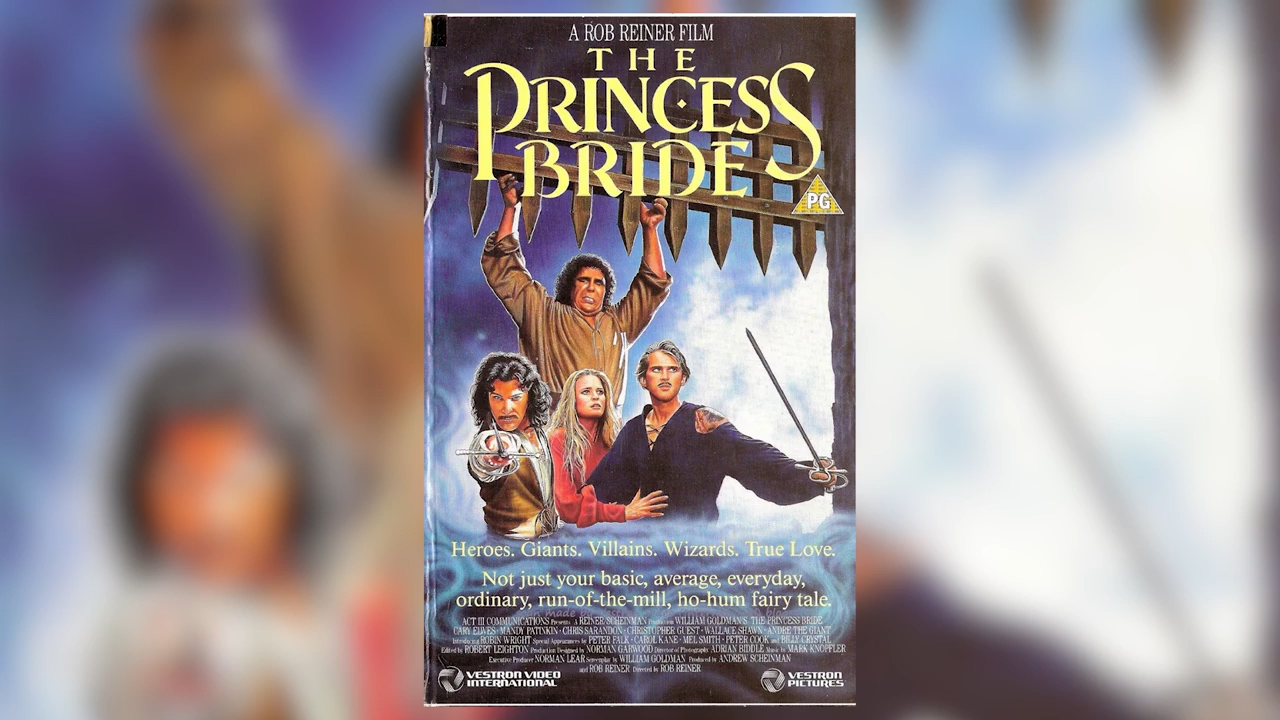 A ROB REINER FILM
THE
PRINCESS
BRIDE
PG
Heroes. Giants. Villains. Wizards. True Love.
Not just your basic, average, everyday,
ordinary, run-of-the-mill, ho-hum fairy tale.
ACT III COMMUNICATIONS Presents A REINER/SCHEINMAN Production WILLIAM GOLDMAN'S THE PRINCESS BRIDE
CARY ELWES · MANDY PATINKIN · CHRIS SARANDON · CHRISTOPHER GUEST · WALLACE SHAWN · ANDRE THE GIANT
Introducing ROBIN WRIGHT Special Appearances by PETER FALK · CAROL KANE · MEL SMITH · PETER COOK and BILLY CRYSTAL
Edited by ROBERT LEIGHTON Production Designed by NORMAN GARWOOD Director of Photography ADRIAN BIDDLE Music by MARK KNOPFLER
Executive Producer NORMAN LEAR Screenplay by WILLIAM GOLDMAN Produced by ANDREW SCHEINMAN
and ROB REINER Directed by ROB REINER
VESTRON VIDEO
INTERNATIONAL
VESTRON
PICTURES